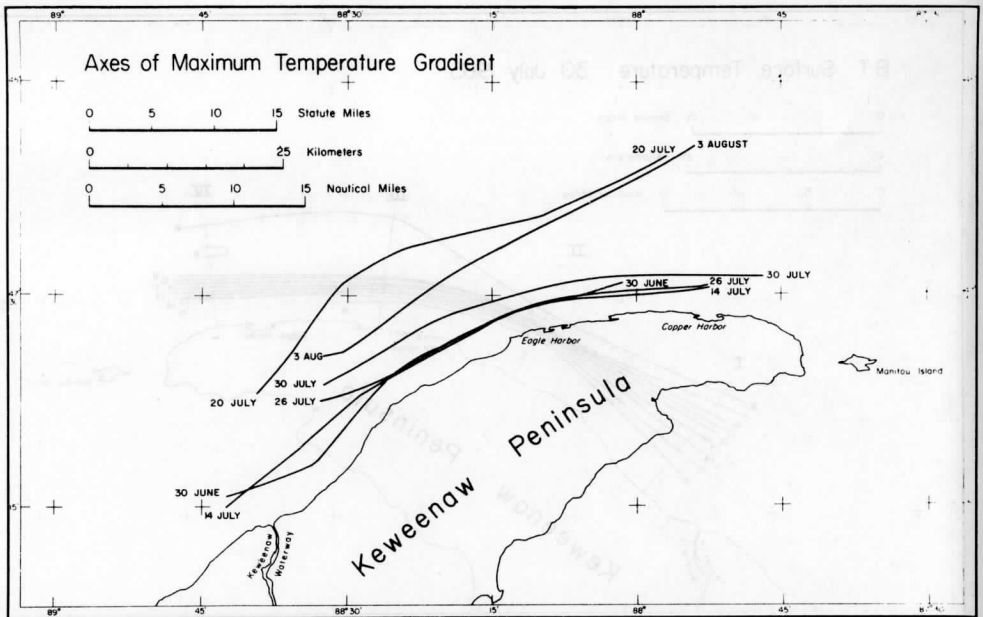 89° 45 88° 30 15 88° 45
Axes of Maximum Temperature Gradient
0 5 10 15 Statute Miles
0 25 Kilometers
0 5 10 15 Nautical Miles
20 JULY
3 AUGUST
30 JULY
30 JUNE
26 JULY
14 JULY
3 AUG
30 JULY
26 JULY
20 JULY
30 JUNE
14 JULY
Eagle Harbor
Copper Harbor
Manitou Island
Keweenaw Peninsula
Keweenaw
Waterway
89° 45 88° 30 15 88° 45